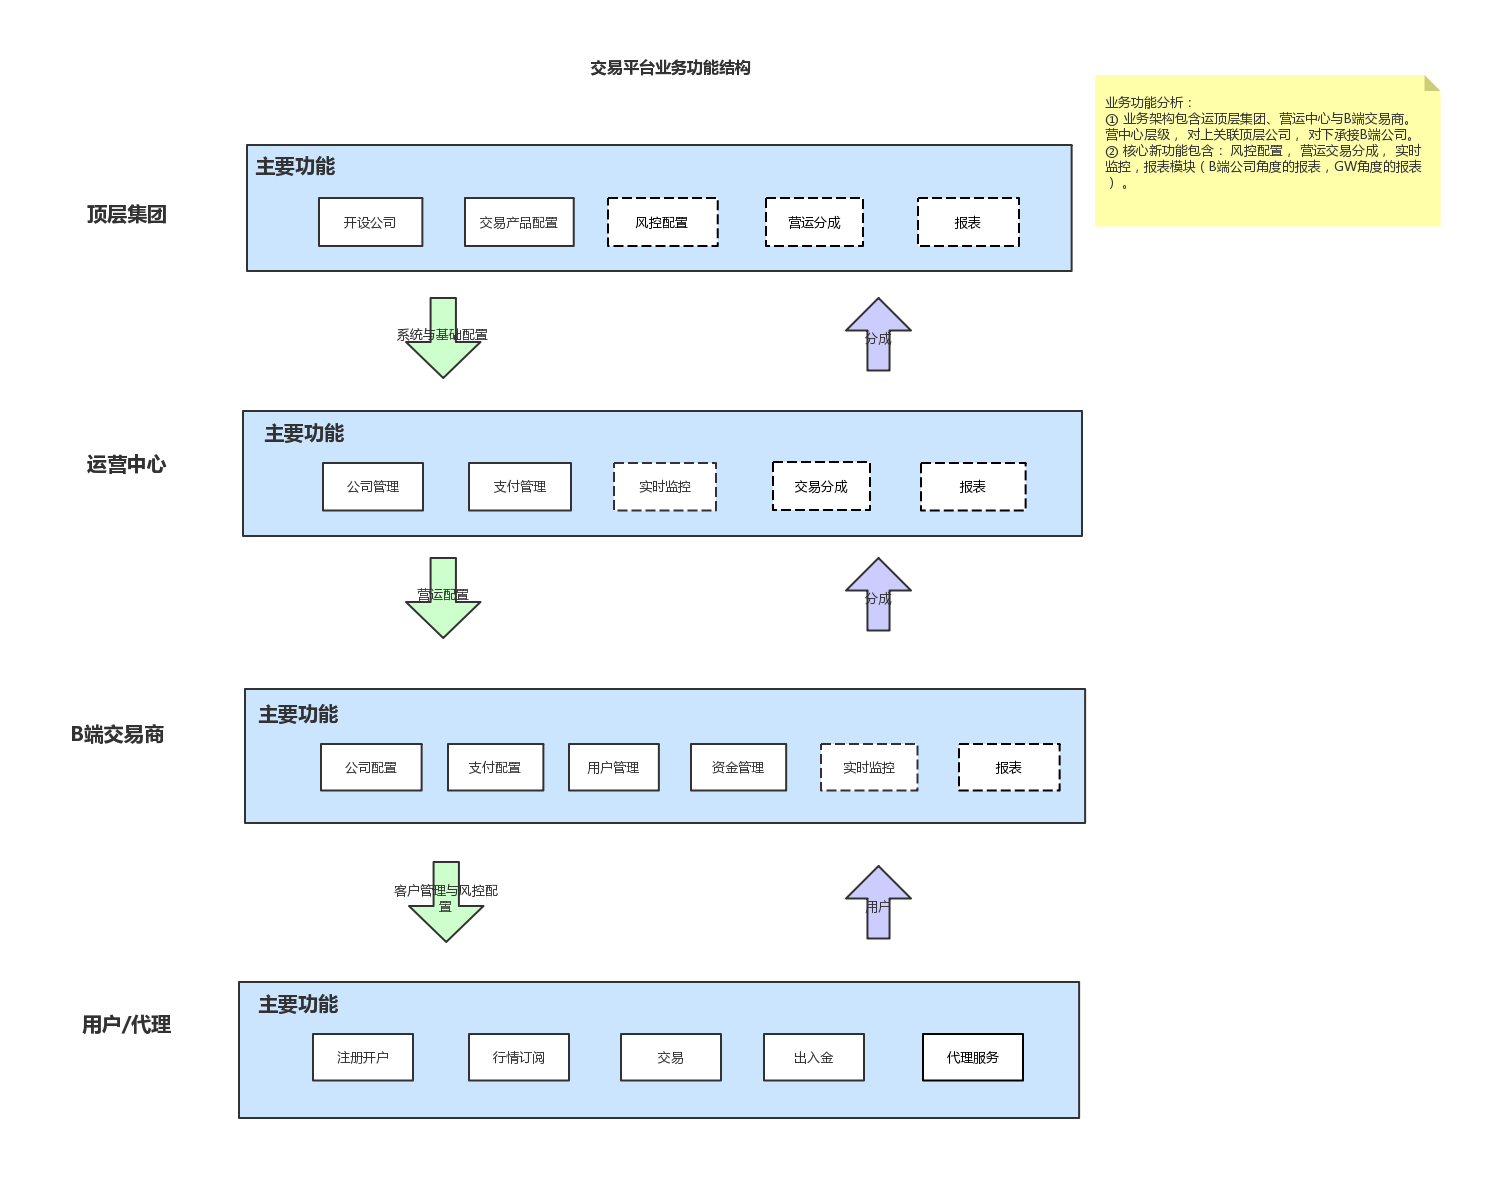 交易平台业务功能结构
业务功能分析：
① 业务架构包含运顶层集团、营运中心与B端交易商。
营中心层级， 对上关联顶层公司， 对下承接B端公司。
② 核心新功能包含： 风控配置， 营运交易分成， 实时
监控，报表模块（B端公司角度的报表，GW角度的报表
）。
顶层集团
主要功能
开设公司
交易产品配置
风控配置
营运分成
报表
系统与基础配置
分成
运营中心
主要功能
公司管理
支付管理
实时监控
交易分成
报表
营运配置
分成
B端交易商
主要功能
公司配置
支付配置
用户管理
资金管理
实时监控
报表
客户管理与风控配
置
用户
用户/代理
主要功能
注册开户
行情订阅
交易
出入金
代理服务